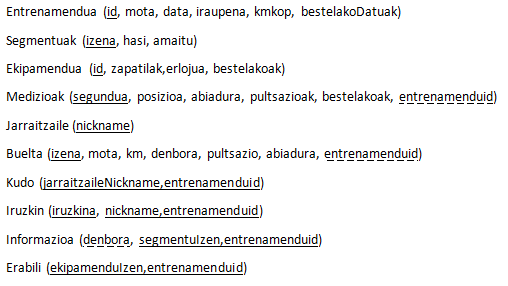 Entrenamendua (id, mota, data, iraupena, kmkop, bestelakoDatuak)
Segmentuak (izena, hasi, amaitu)
Ekipamendua (id, zapatilak,erlojua, bestelakoak)
Medizioak (segundua, posizioa, abiadura, pultsazioak, bestelakoak, entrenamenduid)
Jarraitzaile (nickname)
Buelta (izena, mota, km, denbora, pultsazio, abiadura, entrenamenduid)
Kudo (jarraitzaileNickname,entrenamenduid)
Iruzkin (iruzkina, nickname,entrenamenduid)
Informazioa (denbora, segmentuIzen,entrenamenduid)
Erabili (ekipamenduIzen,entrenamenduid)